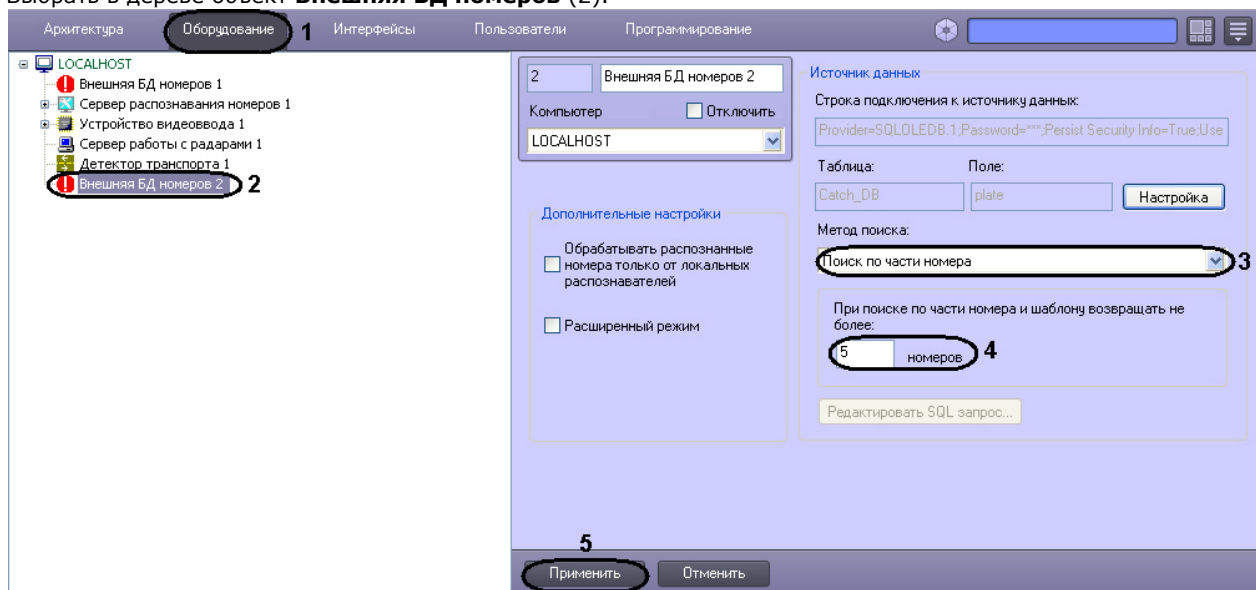 Выбрать в дереве объект Внешняя БД номеров (2).
Архитектура Оборудование 1 Интерфейсы Пользователи Программирование
LOCALHOST
Внешняя БД номеров 1
Сервер распознавания номеров 1
Устройство видеоввода 1
Сервер работы с радарами 1
Детектор транспорта 1
Внешняя БД номеров 2 2
2 Внешняя БД номеров 2
Компьютер Отключить
LOCALHOST
Дополнительные настройки
Обрабатывать распознанные
номера только от локальных
распознавателей
Расширенный режим
Источник данных
Строка подключения к источнику данных:
Provider=SQLOLEDB.1;Password=***;Persist Security Info=True;Use
Таблица: Поле:
Catch_DB plate Настройка
Метод поиска:
Поиск по части номера 3
При поиске по части номера и шаблону возвращать не
более:
5 номеров 4
Редактировать SQL запрос...
5
Применить Отменить